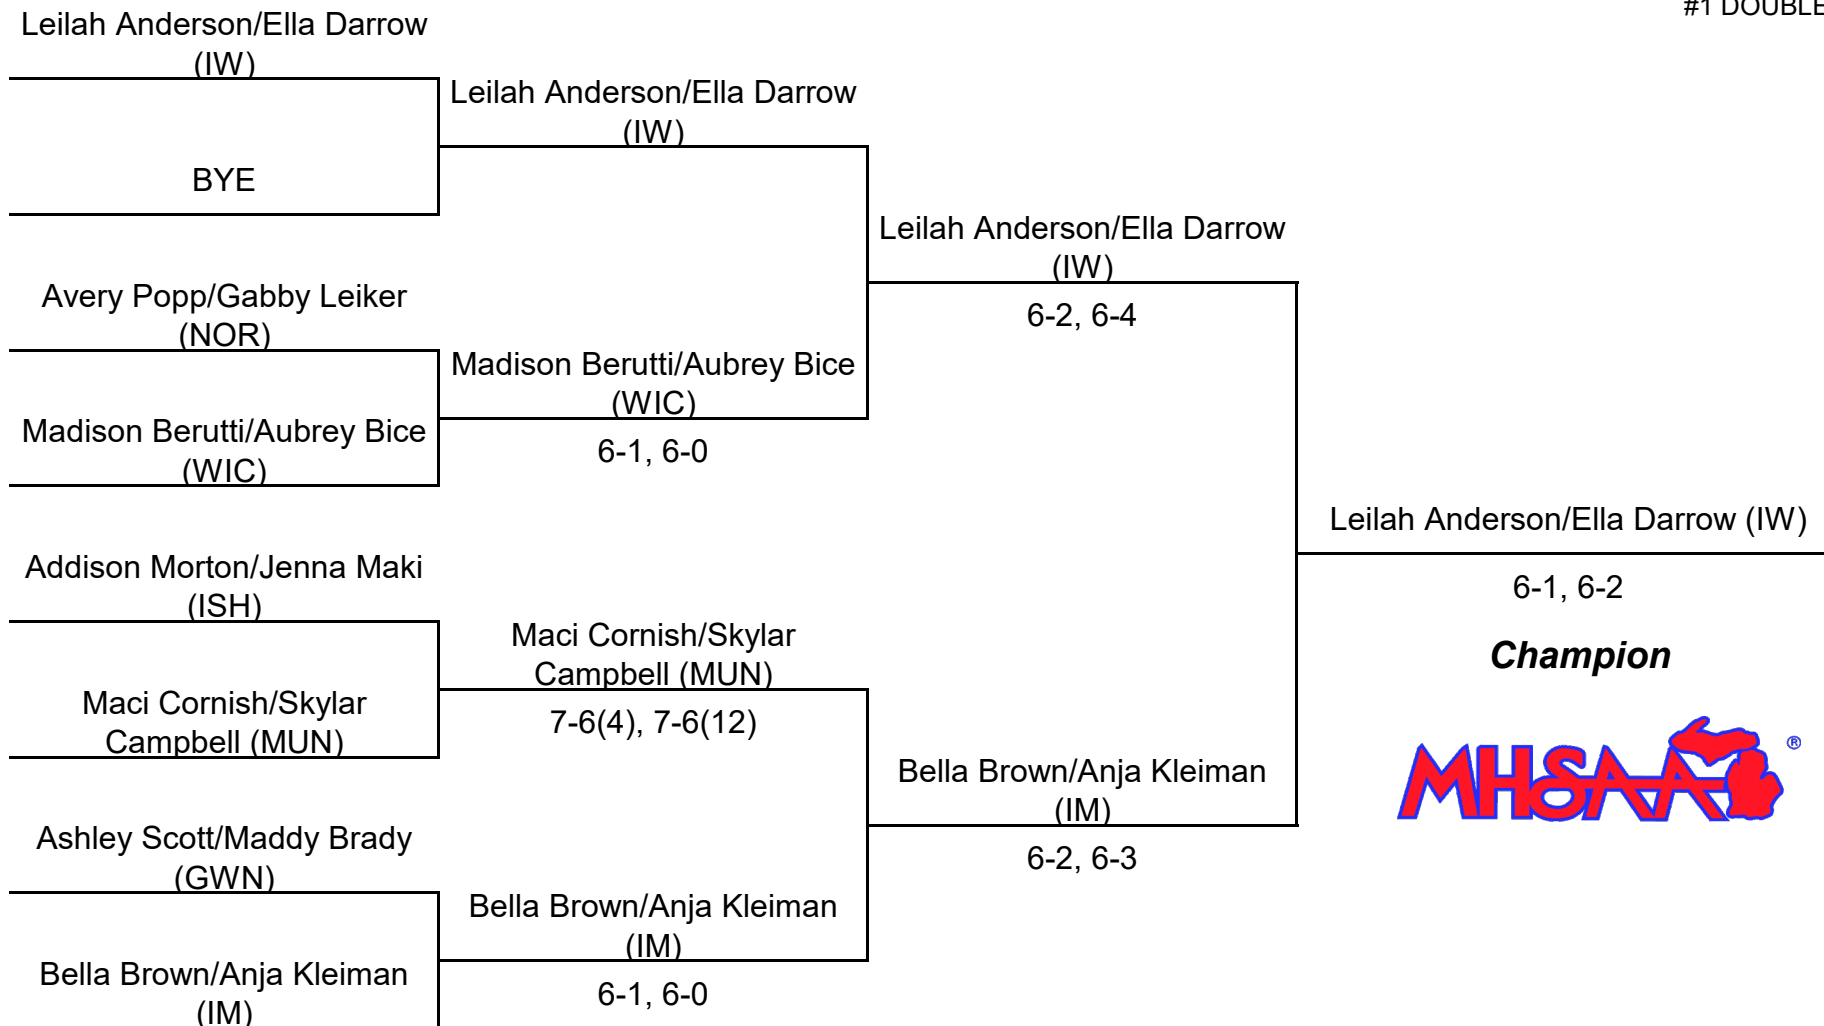 #1 DOUBLE
Leilah Anderson/Ella Darrow
(IW)
BYE
Avery Popp/Gabby Leiker
(NOR)
Madison Berutti/Aubrey Bice
(WIC)
Addison Morton/Jenna Maki
(ISH)
Maci Cornish/Skylar
Campbell (MUN)
Ashley Scott/Maddy Brady
(GWN)
Bella Brown/Anja Kleiman
(IM)
Leilah Anderson/Ella Darrow
(IW)
Madison Berutti/Aubrey Bice
(WIC)
6-1, 6-0
Maci Cornish/Skylar
Campbell (MUN)
7-6(4), 7-6(12)
Bella Brown/Anja Kleiman
(IM)
6-1, 6-0
Leilah Anderson/Ella Darrow
(IW)
6-2, 6-4
Bella Brown/Anja Kleiman
(IM)
6-2, 6-3
Leilah Anderson/Ella Darrow (IW)
6-1, 6-2
Champion
MHSAA ®